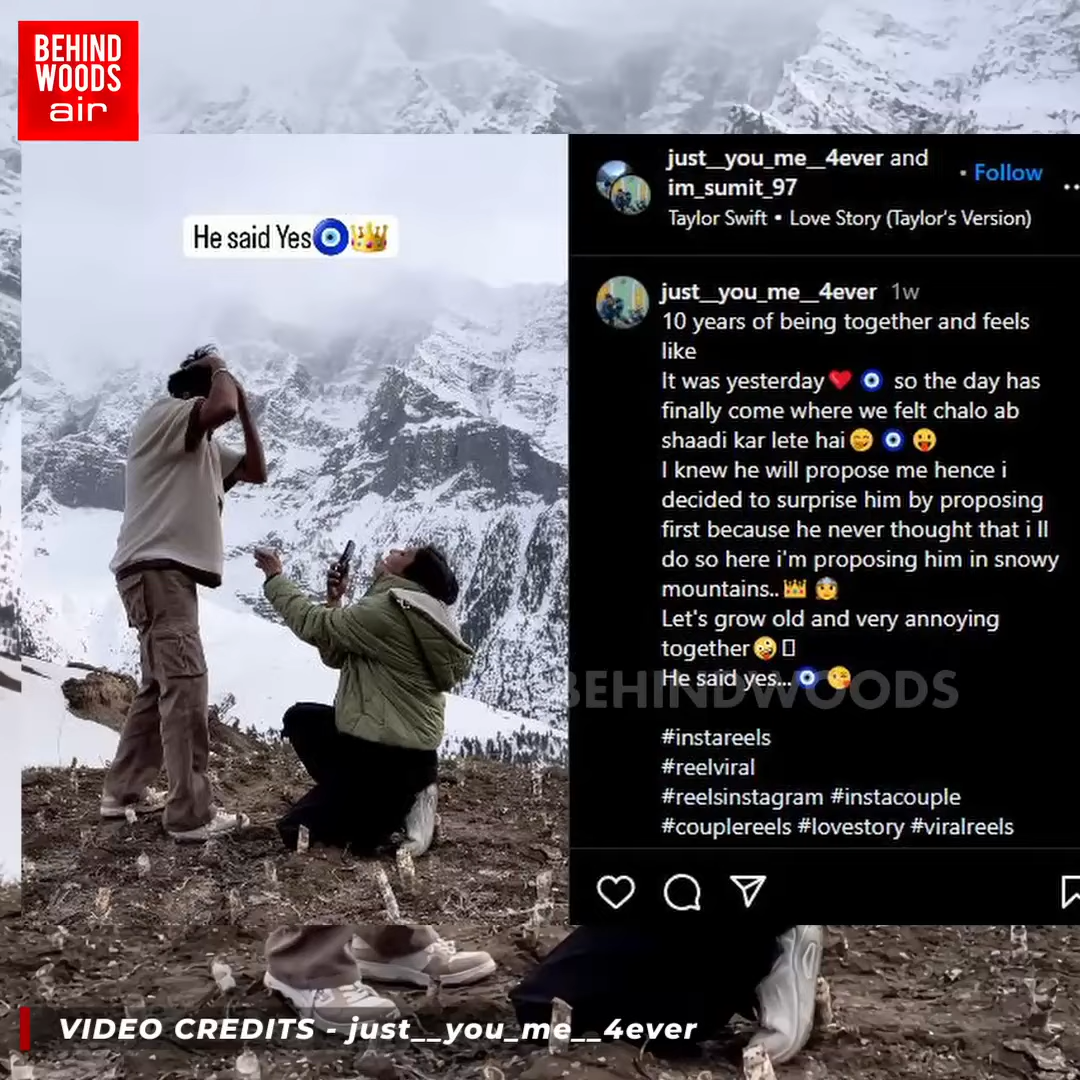 BEHIND
WOODS
air
He said Yes🧿👑
just__you_me__4ever and
im_sumit_97
• Follow
Taylor Swift • Love Story (Taylor's Version)
just__you_me__4ever 1w
10 years of being together and feels
like
It was yesterday❤️🧿 so the day has
finally come where we felt chalo ab
shaadi kar lete hai😁🧿😛
I knew he will propose me hence i
decided to surprise him by proposing
first because he never thought that i ll
do so here i'm proposing him in snowy
mountains..👑👰
Let's grow old and very annoying
together🤪
He said yes...🧿😘
BEHINDWOODS
#instareels
#reelviral
#reelsinstagram #instacouple
#couplereels #lovestory #viralreels
VIDEO CREDITS - just__you_me__4ever